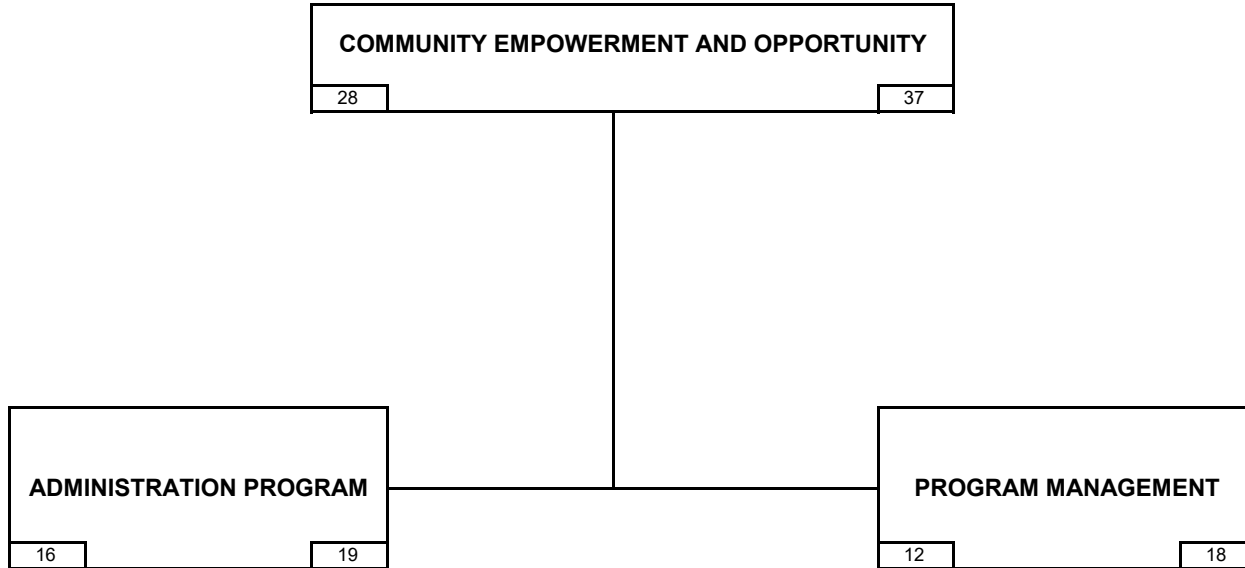 COMMUNITY EMPOWERMENT AND OPPORTUNITY
28 37
ADMINISTRATION PROGRAM
16 19
PROGRAM MANAGEMENT
12 18